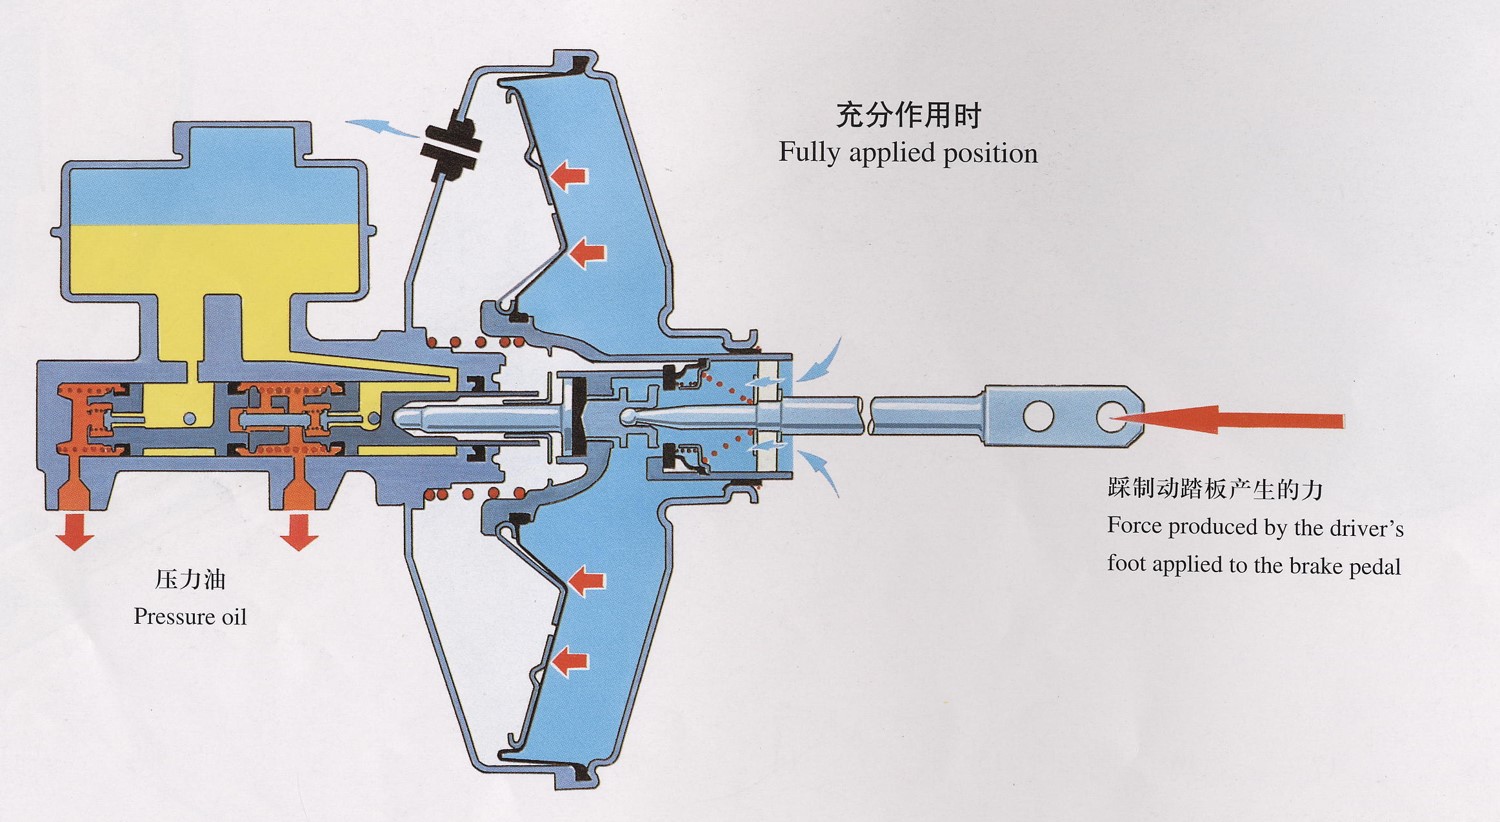 充分作用时
Fully applied position
踩制动踏板产生的力
Force produced by the driver’s
foot applied to the brake pedal
压力油
Pressure oil